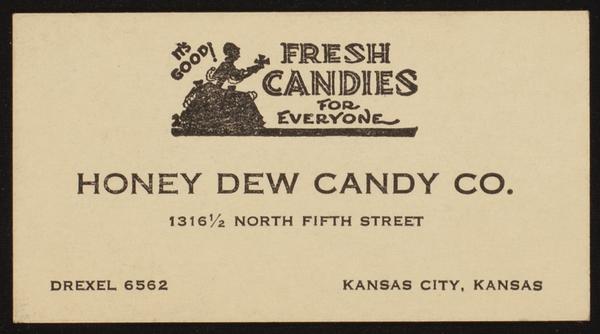 IT'S GOOD!
FRESH
CANDIES
FOR
EVERYONE
HONEY DEW CANDY CO.
1316½ NORTH FIFTH STREET
DREXEL 6562
KANSAS CITY, KANSAS